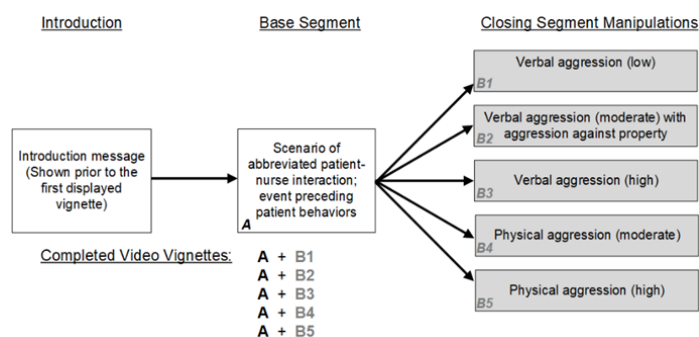 Introduction
Base Segment
Closing Segment Manipulations
Introduction message
(Shown prior to the
first displayed
vignette)
Scenario of
abbreviated patient-
nurse interaction;
event preceding
patient behaviors
A
Verbal aggression (low)
B1
Verbal aggression (moderate) with
aggression against property
B2
Verbal aggression (high)
B3
Physical aggression (moderate)
B4
Physical aggression (high)
B5
Completed Video Vignettes:
A + B1
A + B2
A + B3
A + B4
A + B5